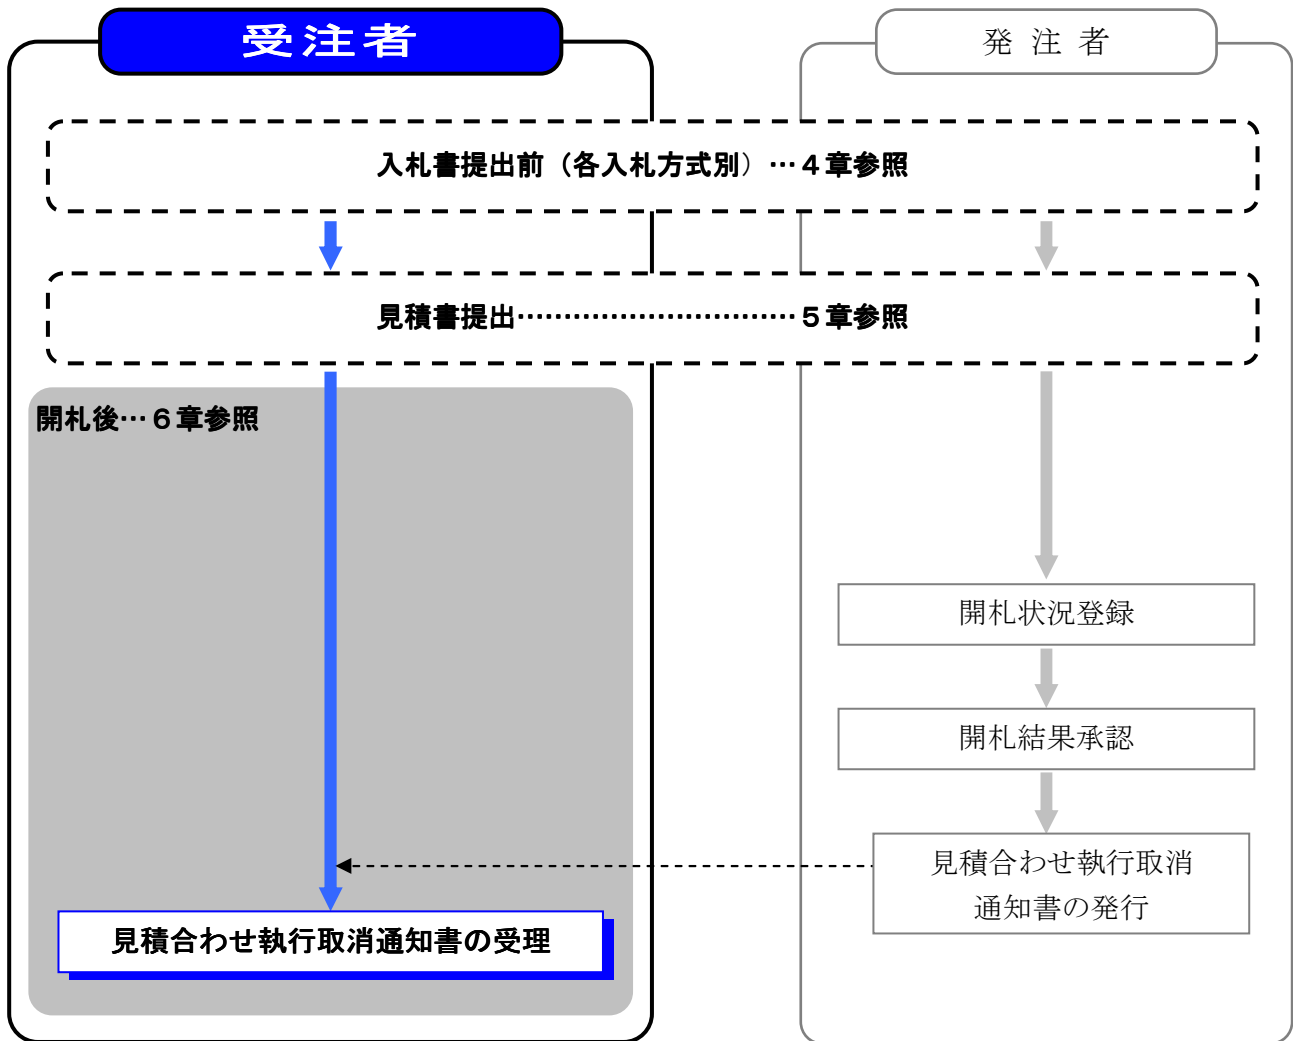 受注者
発 注 者
入札書提出前（各入札方式別）…４章参照
見積書提出…………………………５章参照
開札後…６章参照
開札状況登録
開札結果承認
見積合わせ執行取消
通知書の発行
見積合わせ執行取消通知書の受理